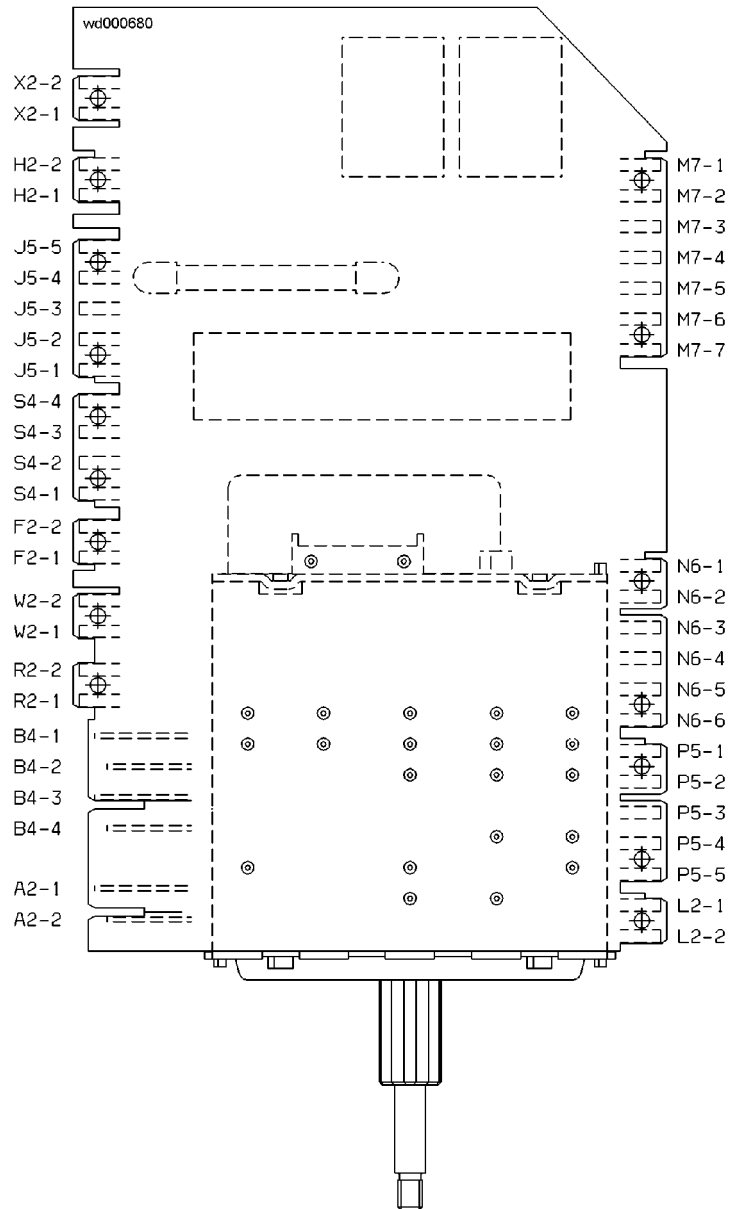 wd000680
X2-2
X2-1
H2-2
H2-1
J5-5
J5-4
J5-3
J5-2
J5-1
S4-4
S4-3
S4-2
S4-1
F2-2
F2-1
W2-2
W2-1
R2-2
R2-1
B4-1
B4-2
B4-3
B4-4
A2-1
A2-2
M7-1
M7-2
M7-3
M7-4
M7-5
M7-6
M7-7
N6-1
N6-2
N6-3
N6-4
N6-5
N6-6
P5-1
P5-2
P5-3
P5-4
P5-5
L2-1
L2-2